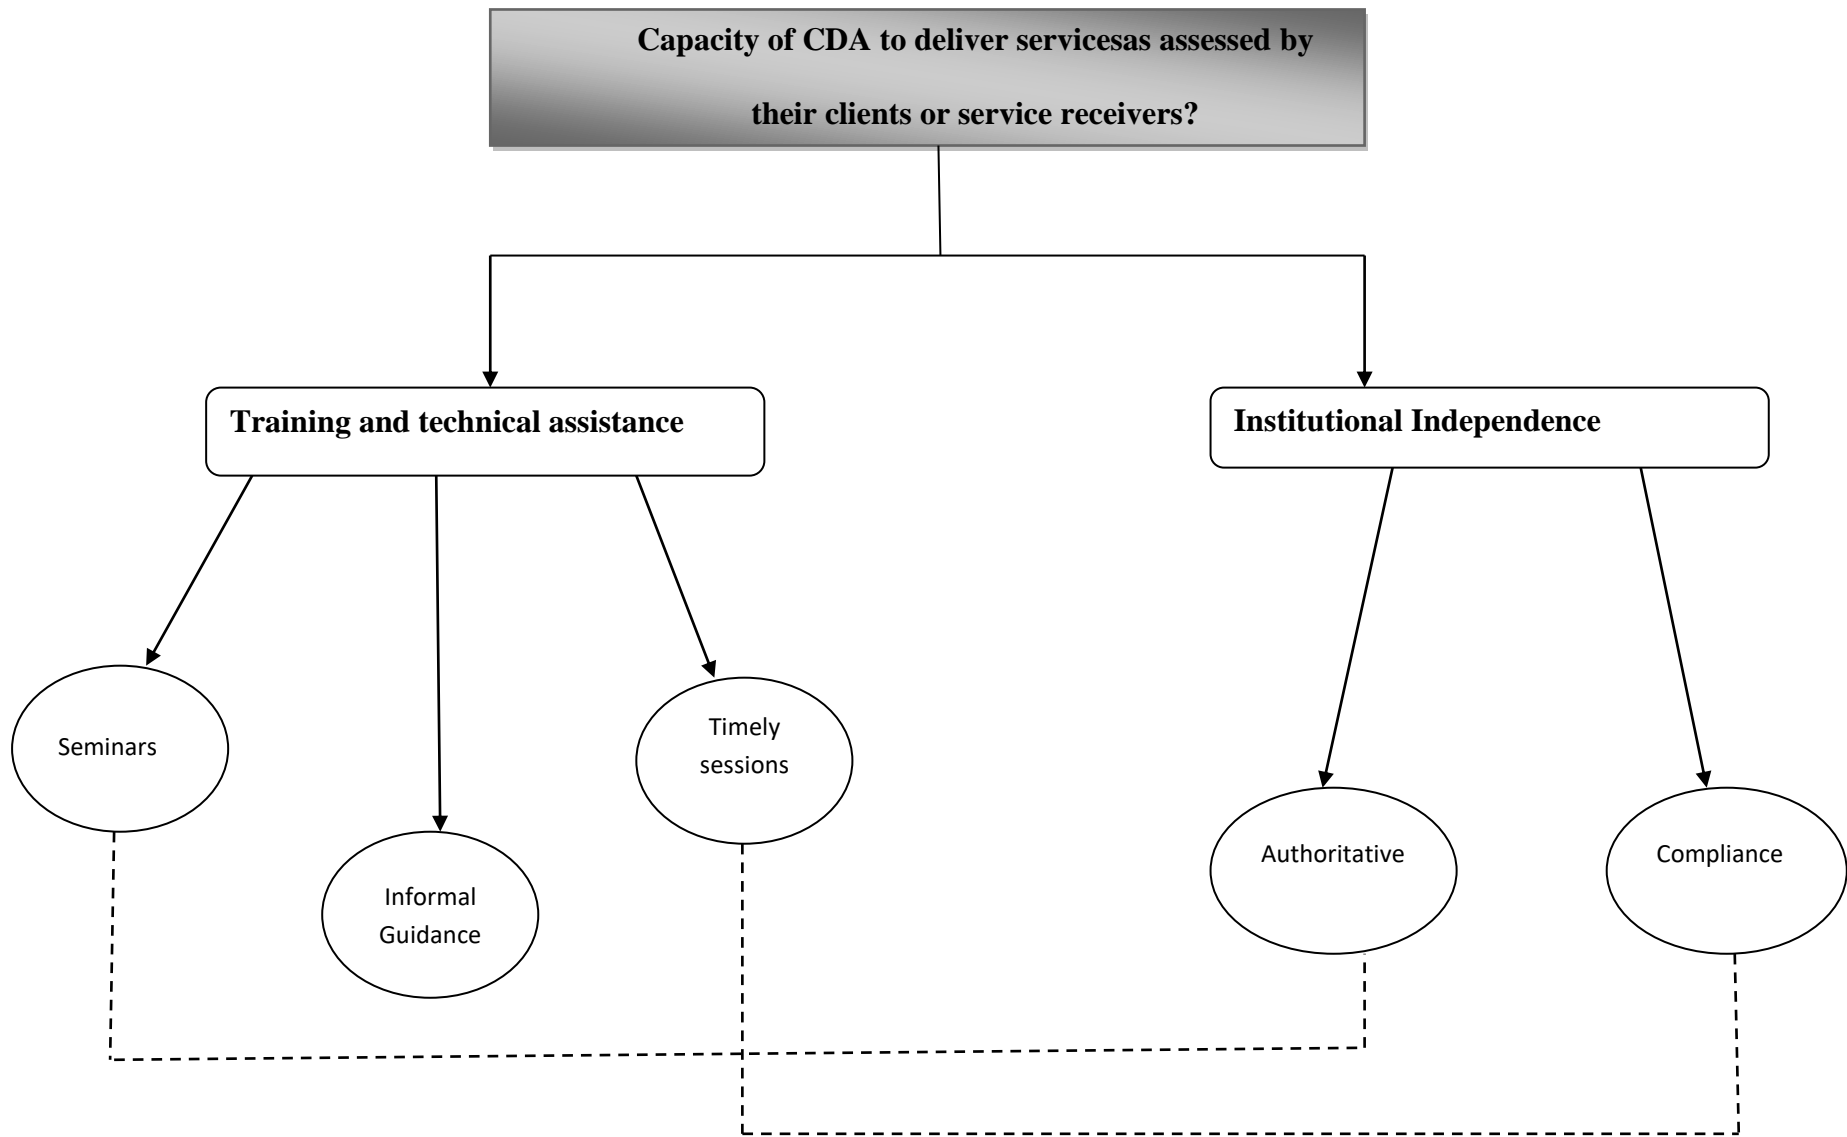 Capacity of CDA to deliver servicesas assessed by
their clients or service receivers?
Training and technical assistance
Institutional Independence
Seminars
Timely
sessions
Informal
Guidance
Authoritative
Compliance